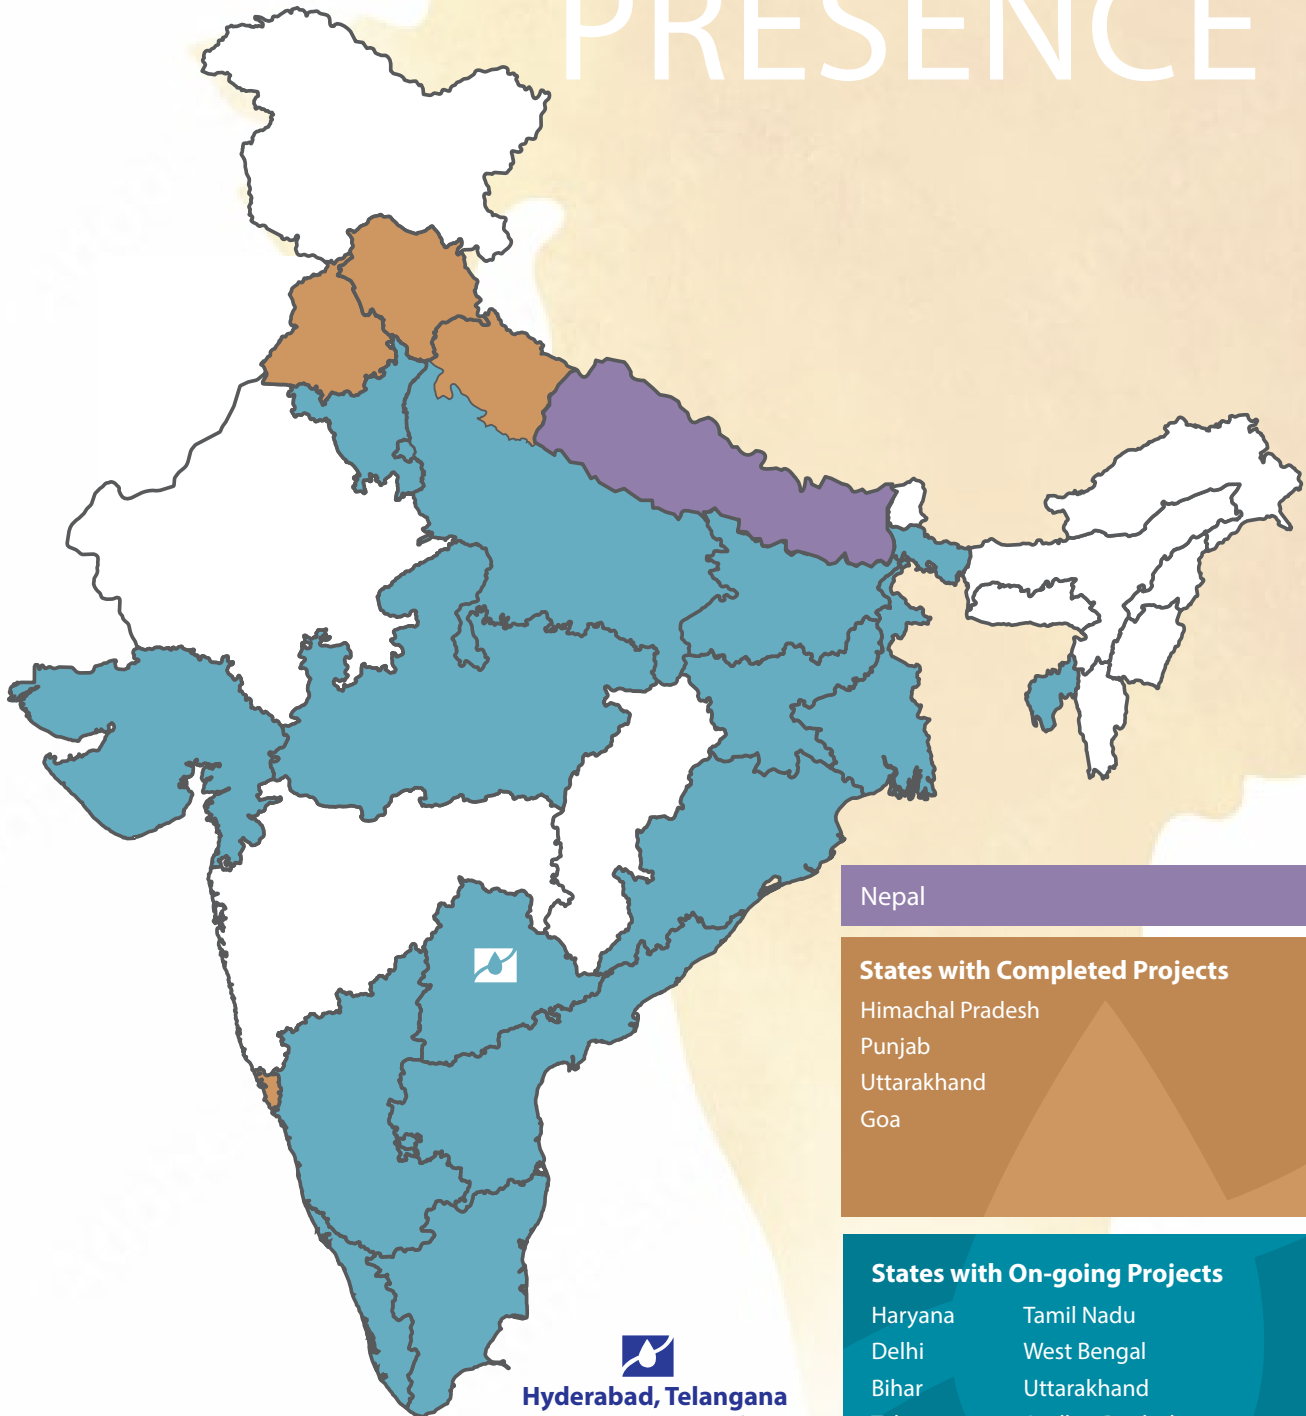 PRESENCE
Nepal
States with Completed Projects
Himachal Pradesh
Punjab
Uttarakhand
Goa
States with On-going Projects
Haryana
Tamil Nadu
Delhi
West Bengal
Bihar
Uttarakhand
Hyderabad, Telangana